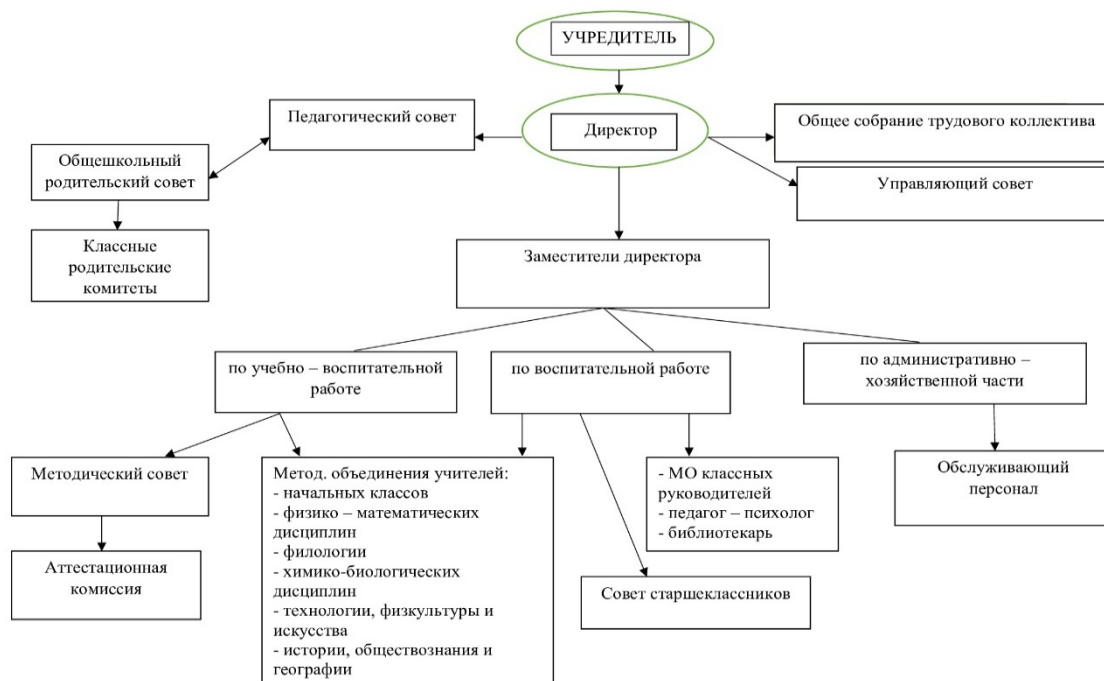 УЧРЕДИТЕЛЬ
Педагогический совет
Директор
Общее собрание трудового коллектива
Общешкольный
родительский совет
Управляющий совет
Классные
родительские
комитеты
Заместители директора
по учебно – воспитательной
работе
по воспитательной работе
по административно –
хозяйственной части
Методический совет
Метод. объединения учителей:
- начальных классов
- физико – математических
дисциплин
- филологии
- химико-биологических
дисциплин
- технологии, физкультуры и
искусства
- истории, обществознания и
географии
- МО классных
руководителей
- педагог – психолог
- библиотекарь
Обслуживающий
персонал
Аттестационная
комиссия
Совет старшеклассников